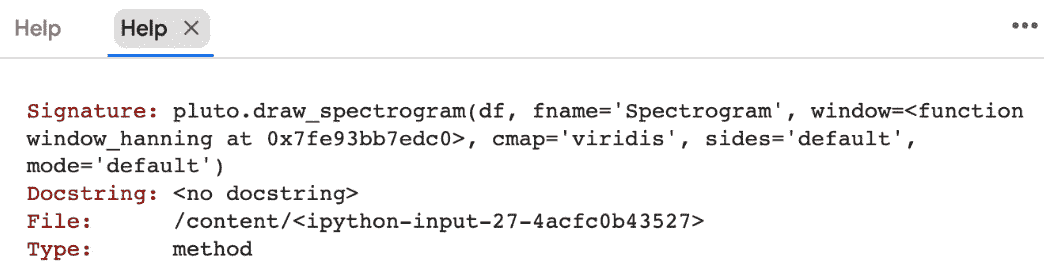 Help Help × •••
Signature: pluto.draw_spectrogram(df, fname='Spectrogram', window=<function
window_hanning at 0x7fe93bb7edc0>, cmap='viridis', sides='default',
mode='default')
Docstring: <no docstring>
File: /content/<ipython-input-27-4acfc0b43527>
Type: method